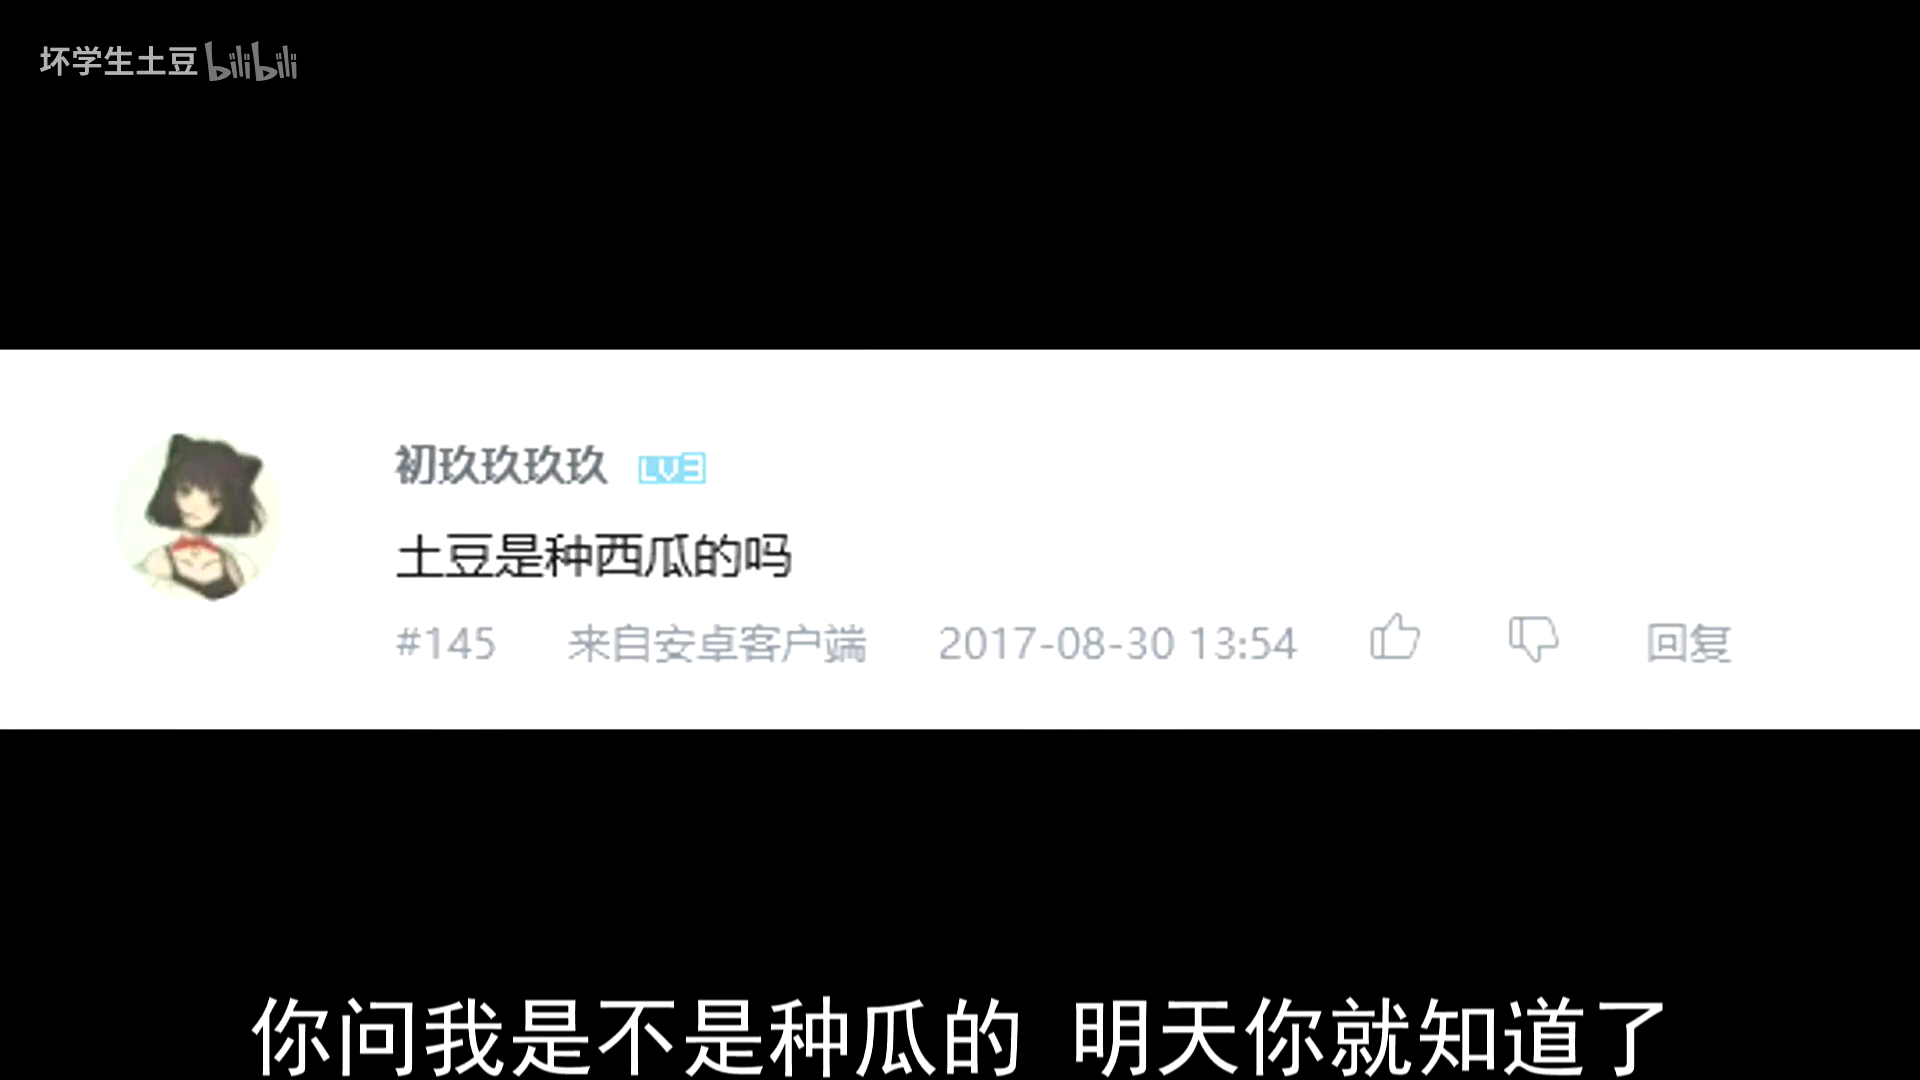 坏学生土豆 bilibili
初玖玖玖玖 LV3
土豆是种西瓜的吗
#145 来自安卓客户端 2017-08-30 13:54 回复
你问我是不是种瓜的 明天你就知道了